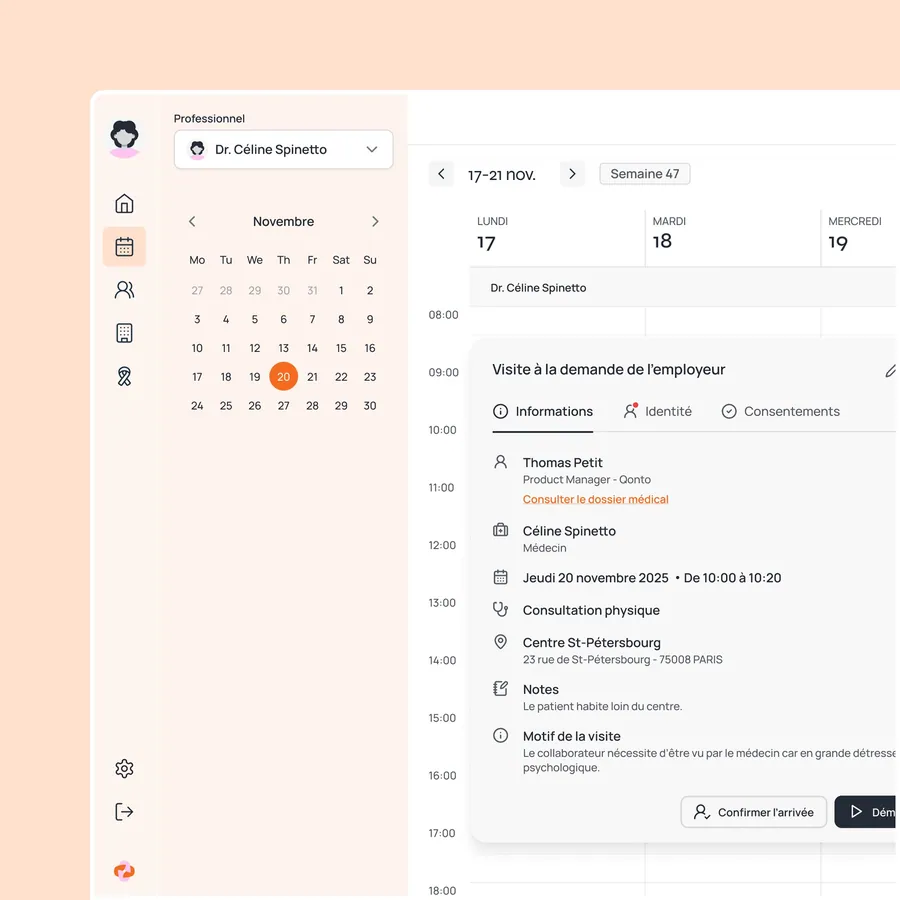 Professionnel
Dr. Céline Spinetto
Novembre
Mo Tu We Th Fr Sat Su
27 28 29 30 31 1 2
3 4 5 6 7 8 9
10 11 12 13 14 15 16
17 18 19 20 21 22 23
24 25 26 27 28 29 30
17-21 nov.
Semaine 47
LUNDI
17
MARDI
18
MERCREDI
19
Dr. Céline Spinetto
08:00
09:00
10:00
11:00
12:00
13:00
14:00
15:00
16:00
17:00
18:00
Visite à la demande de l'employeur
Informations
Identité
Consentements
Thomas Petit
Product Manager - Qonto
Consulter le dossier médical
Céline Spinetto
Médecin
Jeudi 20 novembre 2025 • De 10:00 à 10:20
Consultation physique
Centre St-Pétersbourg
23 rue de St-Pétersbourg - 75008 PARIS
Notes
Le patient habite loin du centre.
Motif de la visite
Le collaborateur nécessite d'être vu par le médecin car en grande détresse
psychologique.
Confirmer l'arrivée
Dém